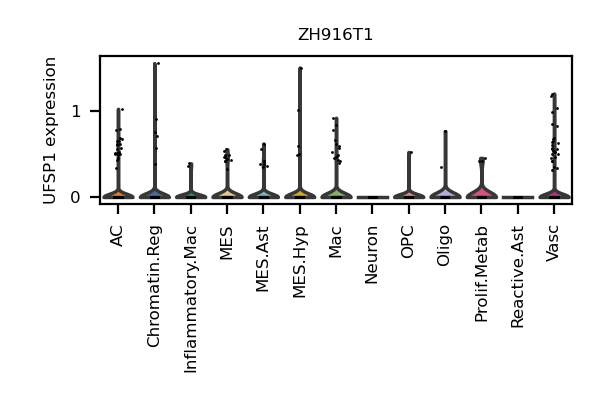 ZH916T1
UFSP1 expression
1
0
AC
Chromatin.Reg
Inflammatory.Mac
MES
MES.Ast
MES.Hyp
Mac
Neuron
OPC
Oligo
Prolif.Metab
Reactive.Ast
Vasc